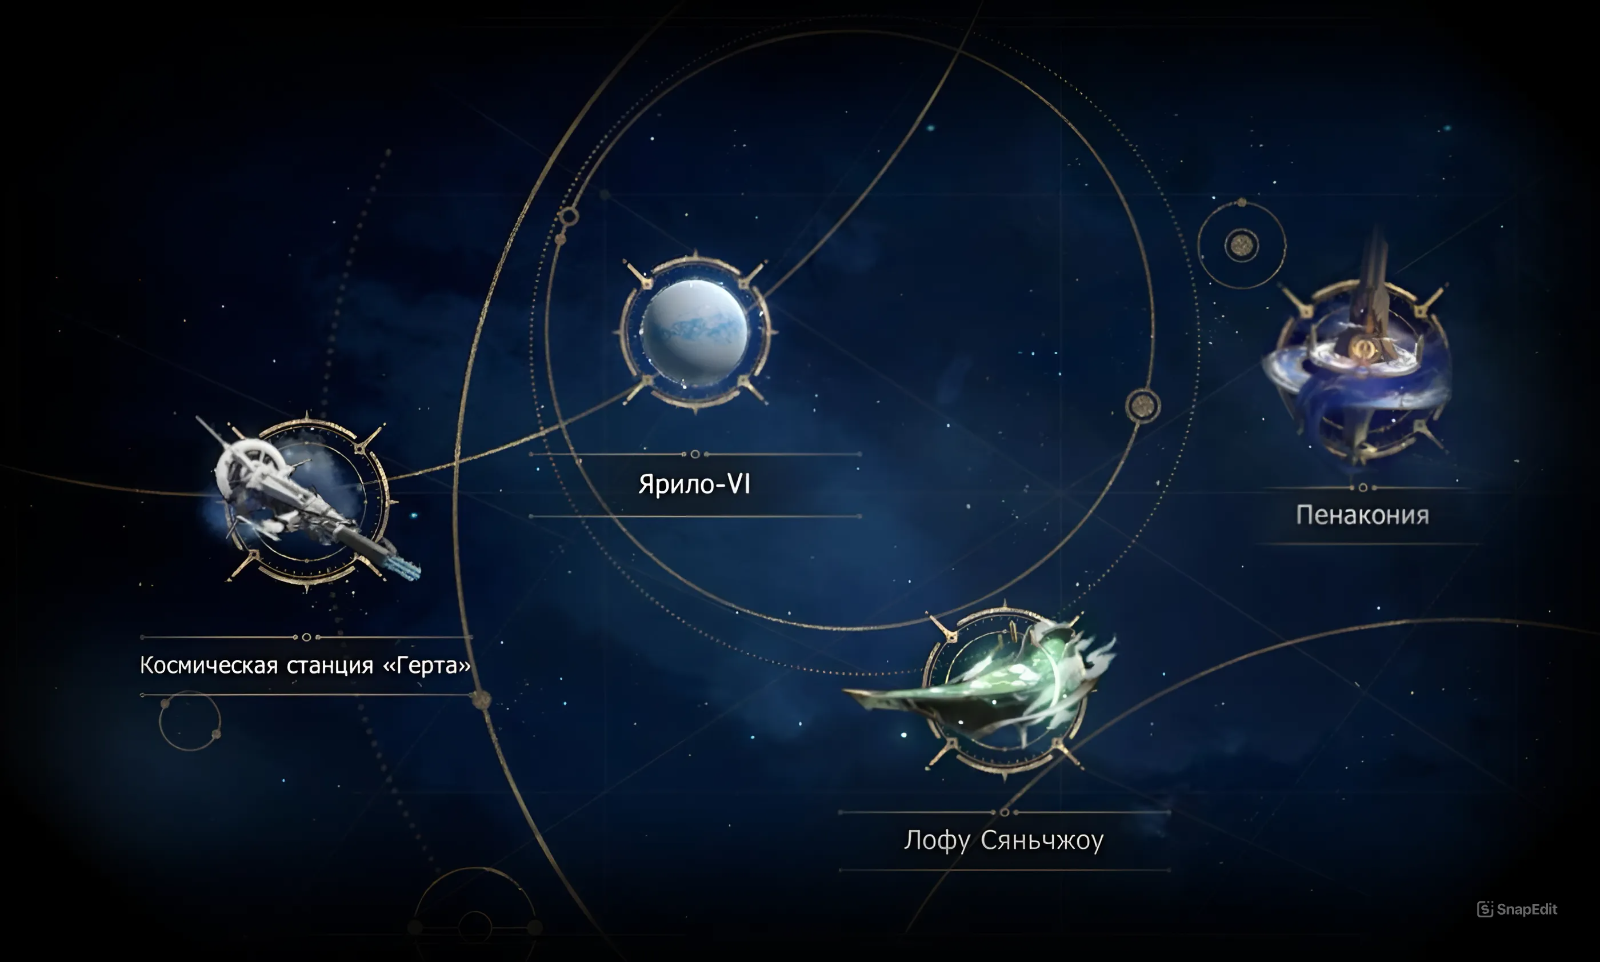 Ярило-VI
Пенакония
Космическая станция «Герта»
Лофу Сяньчжоу
SnapEdit